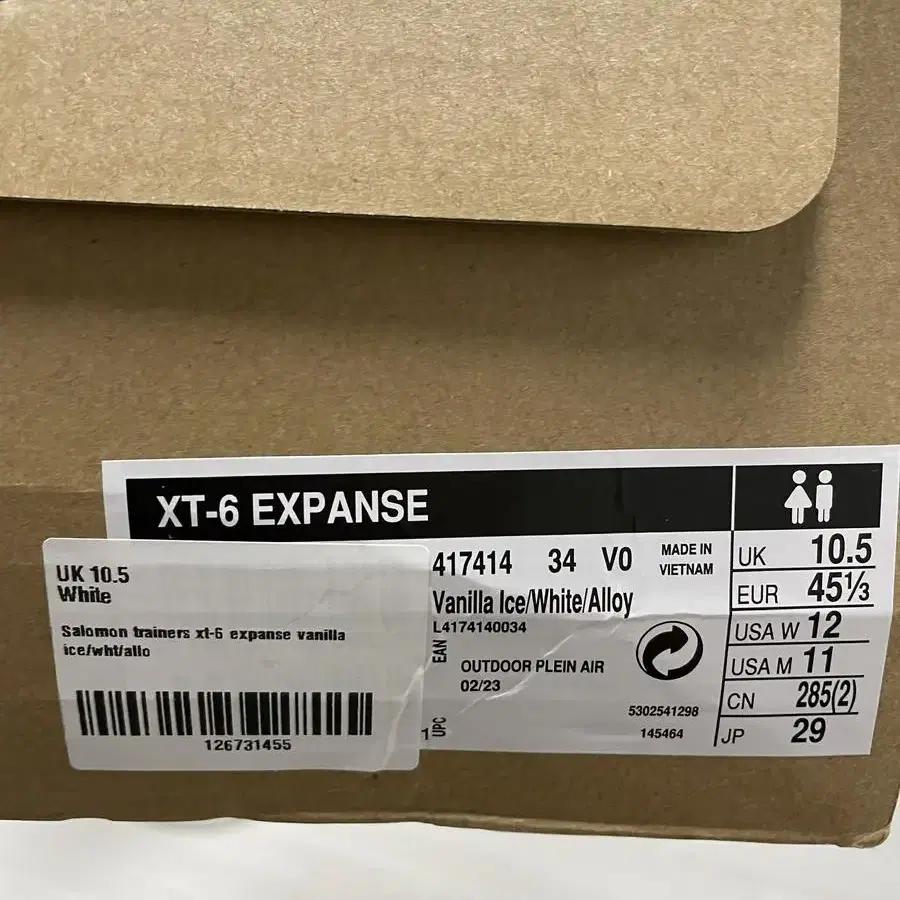 XT-6 EXPANSE
417414 34 V0
MADE IN
VIETNAM
Vanilla Ice/White/Alloy
L4174140034
EAN
OUTDOOR PLEIN AIR
02/23
5302541298
145464
1
UPC
UK 10.5
EUR 45⅓
USA W 12
USA M 11
CN 285(2)
JP 29
UK 10.5
White
Salomon trainers xt-6 expanse vanilla
ice/wht/allo
126731455